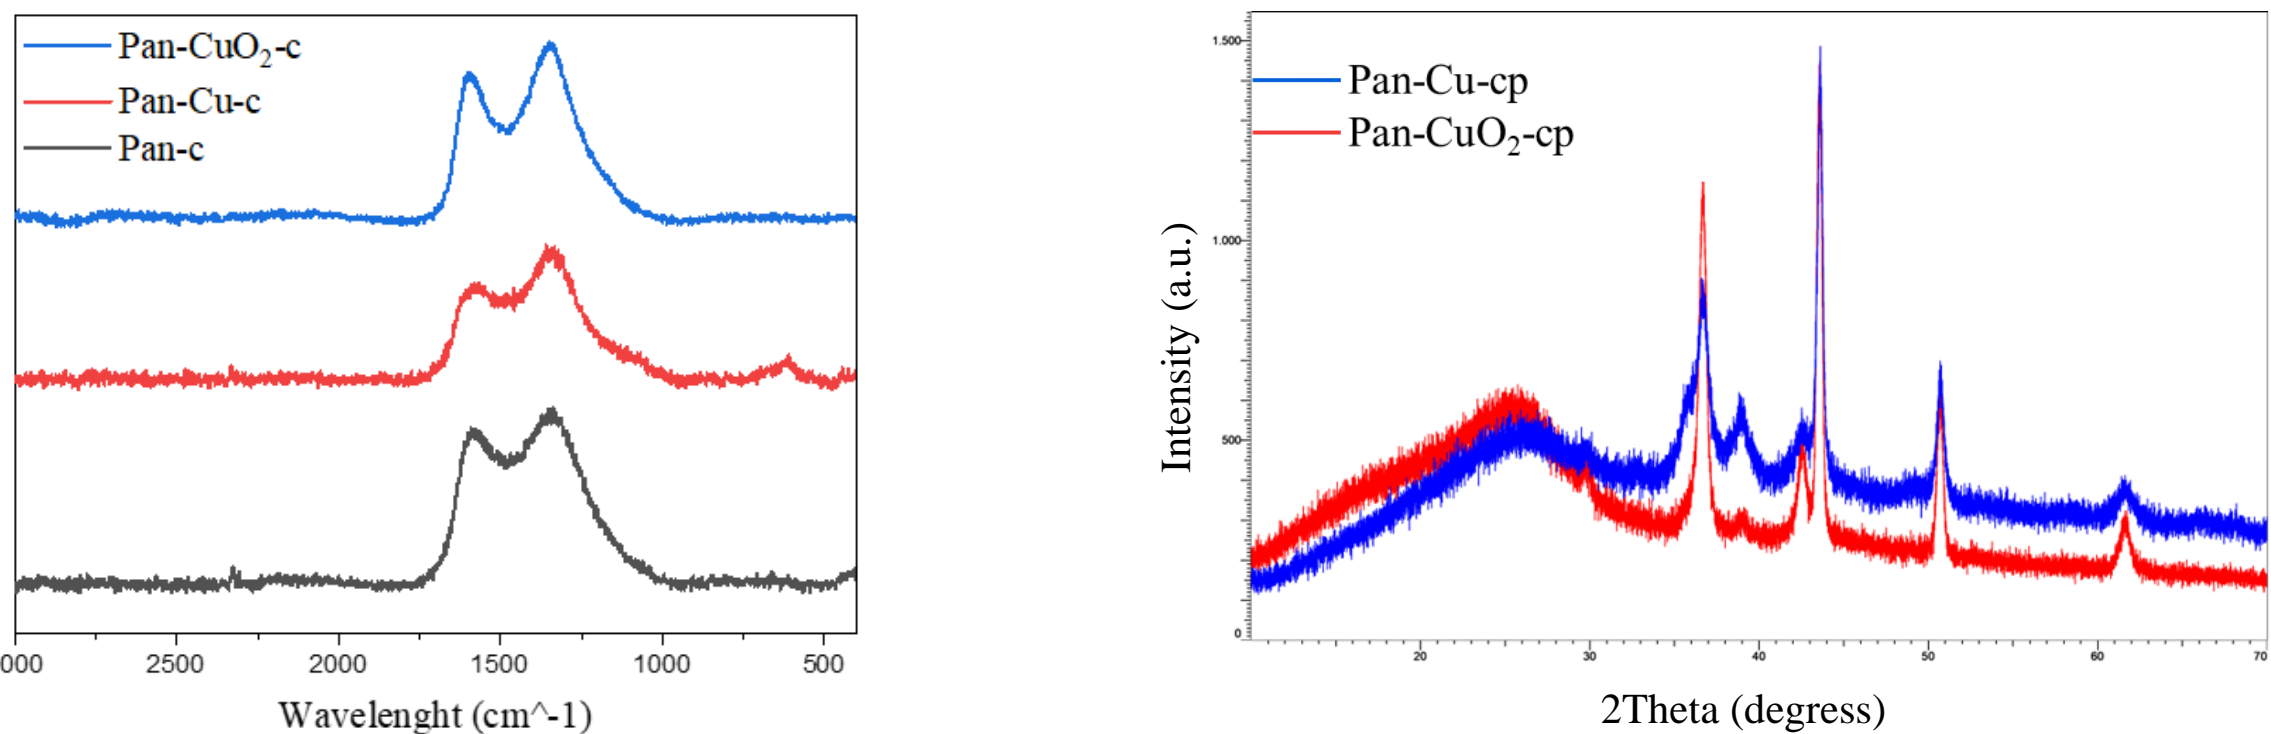 Pan-CuO₂-c
Pan-Cu-c
Pan-c
000 2500 2000 1500 1000 500
Wavelenght (cm^-1)
Pan-Cu-cp
Pan-CuO₂-cp
Intensity (a.u.)
1.500
1.000
500
0
20 30 40 50 60 70
2Theta (degress)